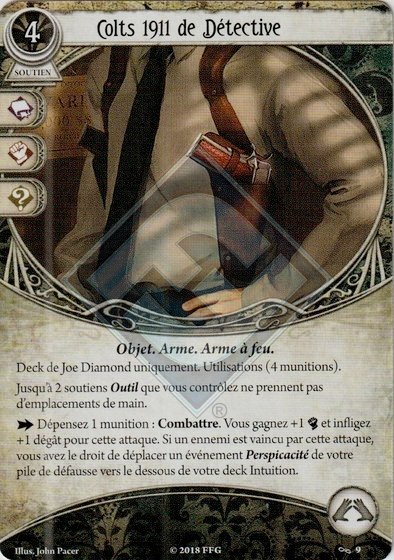 4
Colts 1911 de Détective
SOUTIEN
Objet. Arme. Arme à feu.
Deck de Joe Diamond uniquement. Utilisations (4 munitions).
Jusqu'à 2 soutiens Outil que vous contrôlez ne prennent pas
d'emplacements de main.
Dépensez 1 munition : Combattre. Vous gagnez +1 et infligez
+1 dégât pour cette attaque. Si un ennemi est vaincu par cette attaque,
vous avez le droit de déplacer un événement Perspicacité de votre
pile de défausse vers le dessous de votre deck Intuition.
®
Illus. John Pacer
© 2018 FFG
9